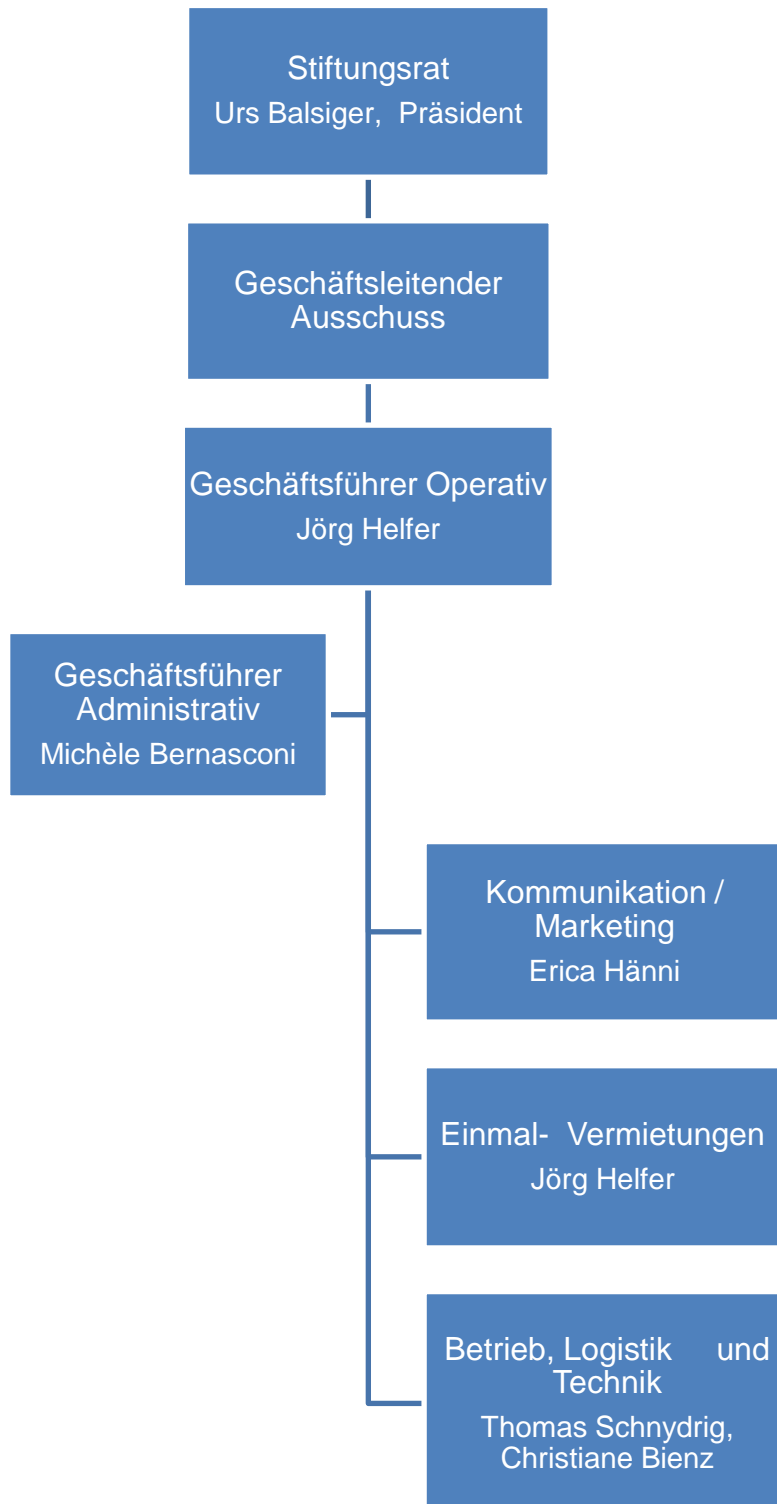 Stiftungsrat
Urs Balsiger, Präsident
Geschäftsleitender
Ausschuss
Geschäftsführer Operativ
Jörg Helfer
Geschäftsführer
Administrativ
Michèle Bernasconi
Kommunikation /
Marketing
Erica Hänni
Einmal- Vermietungen
Jörg Helfer
Betrieb, Logistik und
Technik
Thomas Schnydrig,
Christiane Bienz